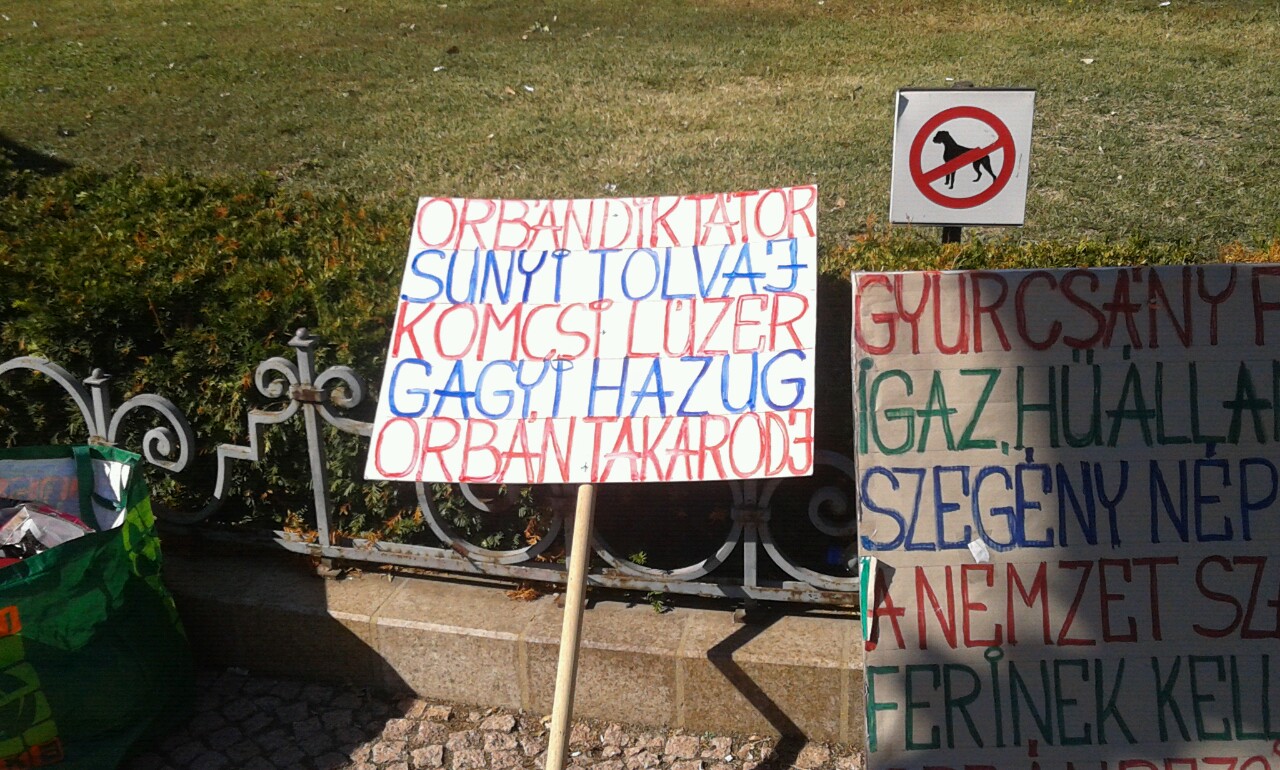 ORBÁN DIKTÁTOR
SUNYI TOLVAJ
KOMCSI LÚZER
GAGYI HAZUG
ORBÁN TAKARODJ
GYURCSÁNY F
IGAZ, HŰ ÁLLA
SZEGÉNY NÉP
A NEMZET SZ
FERINEK KELL